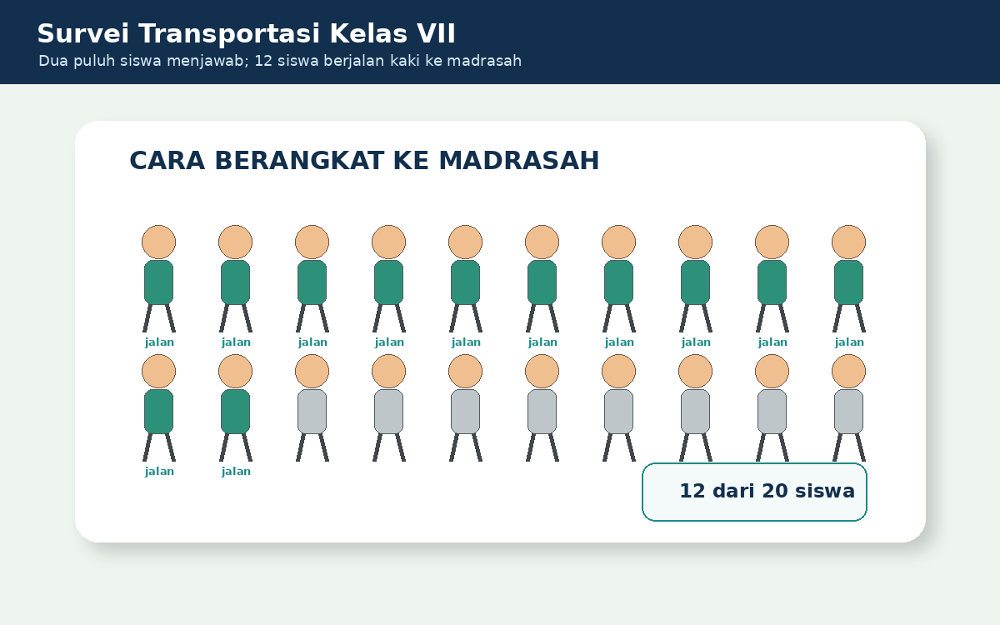 Survei Transportasi Kelas VII
Dua puluh siswa menjawab; 12 siswa berjalan kaki ke madrasah
CARA BERANGKAT KE MADRASAH
jalan jalan jalan jalan jalan jalan jalan jalan jalan jalan
jalan jalan
12 dari 20 siswa